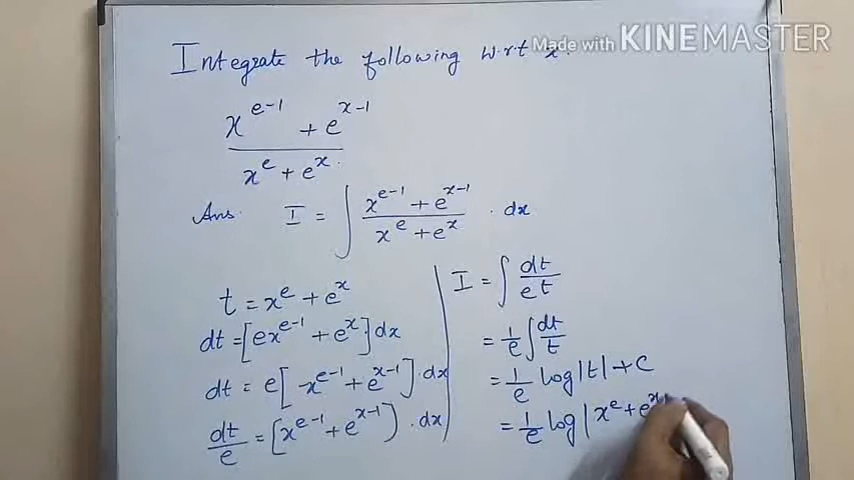 Made with KINEMASTER
Integrate the following w.r.t x.
x^{e-1} + e^{x-1}
x^e + e^x.
Ans. I = ∫ x^{e-1} + e^{x-1} / x^e + e^x . dx
t = x^e + e^x
dt = [ex^{e-1} + e^x] dx
dt = e[x^{e-1} + e^{x-1}] . dx
dt/e = [x^{e-1} + e^{x-1}) . dx
I = ∫ dt/et
= 1/e ∫ dt/t
= 1/e log|t| + c
= 1/e log|x^e + e^x|